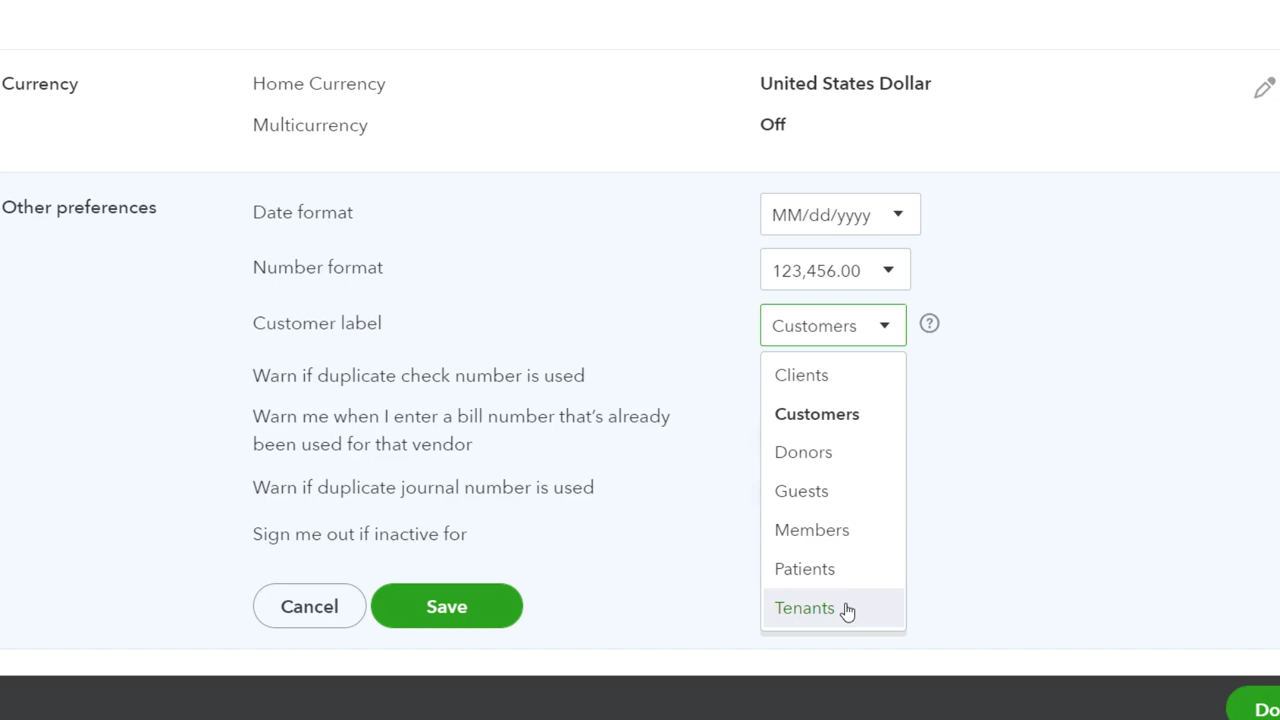 Currency
Home Currency
United States Dollar
Multicurrency
Off
Other preferences
Date format
MM/dd/yyyy
Number format
123,456.00
Customer label
Customers
?
Clients
Customers
Donors
Guests
Members
Patients
Tenants
Warn if duplicate check number is used
Warn me when I enter a bill number that's already
been used for that vendor
Warn if duplicate journal number is used
Sign me out if inactive for
Cancel
Save
Do